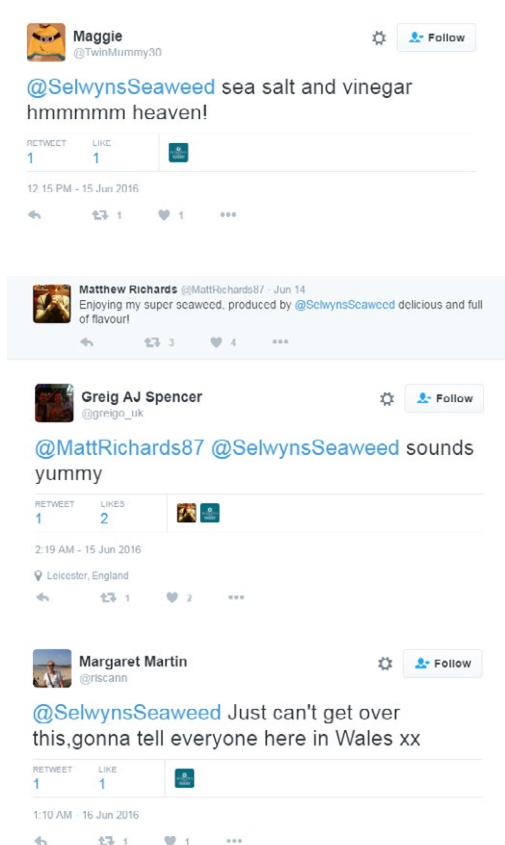 Maggie
Follow
@TwinMummy30
@SelwynsSeaweed sea salt and vinegar
hmmmmm heaven!
RETWEET LIKE
1 1
12:15 PM - 15 Jun 2016
1 1
Matthew Richards @MattRichards87 · Jun 14
Enjoying my super seaweed, produced by @SelwynsSeaweed delicious and full
of flavour!
3 4
Greig AJ Spencer
Follow
@greigo_uk
@MattRichards87 @SelwynsSeaweed sounds
yummy
RETWEET LIKES
1 2
2:19 AM - 15 Jun 2016
Leicester, England
1 2
Margaret Martin
Follow
@riscann
@SelwynsSeaweed Just can't get over
this,gonna tell everyone here in Wales xx
RETWEET LIKE
1 1
1:10 AM - 16 Jun 2016
1 1